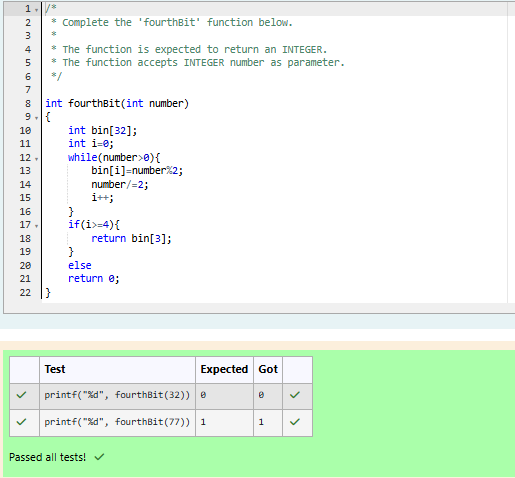 1 /*
2  * Complete the 'fourthBit' function below.
3  *
4  * The function is expected to return an INTEGER.
5  * The function accepts INTEGER number as parameter.
6  */
7
8 int fourthBit(int number)
9 {
10     int bin[32];
11     int i=0;
12     while(number>0){
13         bin[i]=number%2;
14         number/=2;
15         i++;
16     }
17     if(i>=4){
18         return bin[3];
19     }
20     else
21     return 0;
22 }
Test Expected Got
printf("%d", fourthBit(32)) 0 0
printf("%d", fourthBit(77)) 1 1
Passed all tests!